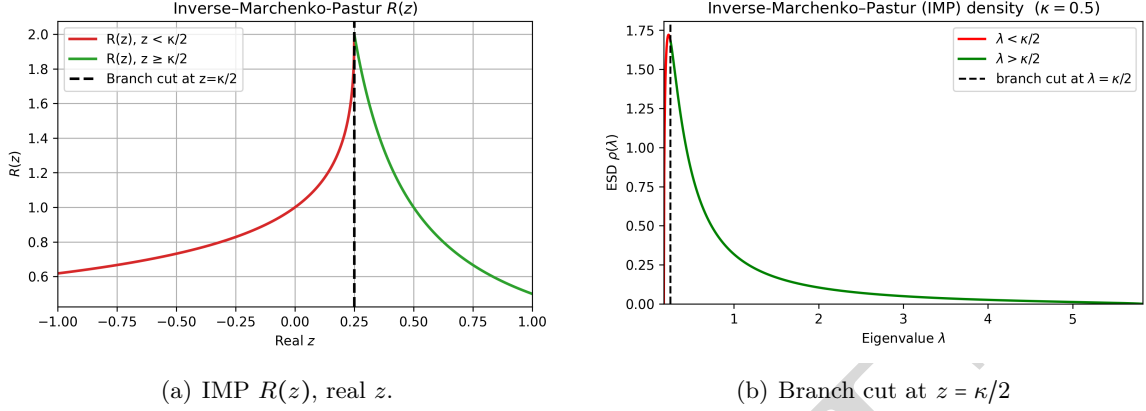 Inverse–Marchenko-Pastur R(z)
R(z)
2.0
1.8
1.6
1.4
1.2
1.0
0.8
0.6
R(z), z < κ/2
R(z), z ≥ κ/2
Branch cut at z=κ/2
−1.00 −0.75 −0.50 −0.25 0.00 0.25 0.50 0.75 1.00
Real z
(a) IMP R(z), real z.
Inverse–Marchenko–Pastur (IMP) density (κ = 0.5)
ESD ρ(λ)
1.75
1.50
1.25
1.00
0.75
0.50
0.25
0.00
λ < κ/2
λ > κ/2
branch cut at λ = κ/2
1 2 3 4 5
Eigenvalue λ
(b) Branch cut at z = κ/2